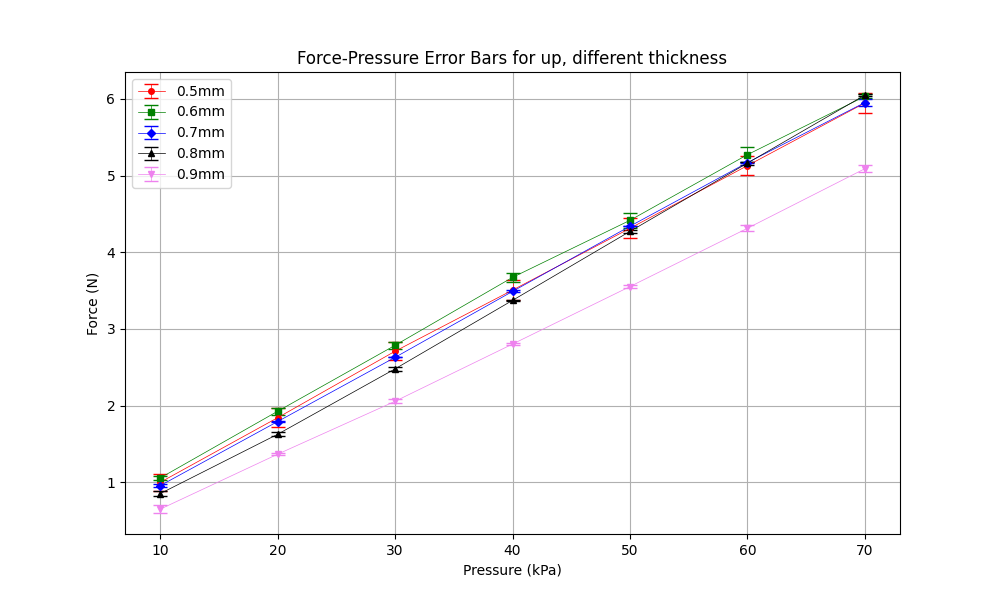 Force-Pressure Error Bars for up, different thickness
0.5mm
0.6mm
0.7mm
0.8mm
0.9mm
6
5
4
3
2
1
Force (N)
10 20 30 40 50 60 70
Pressure (kPa)